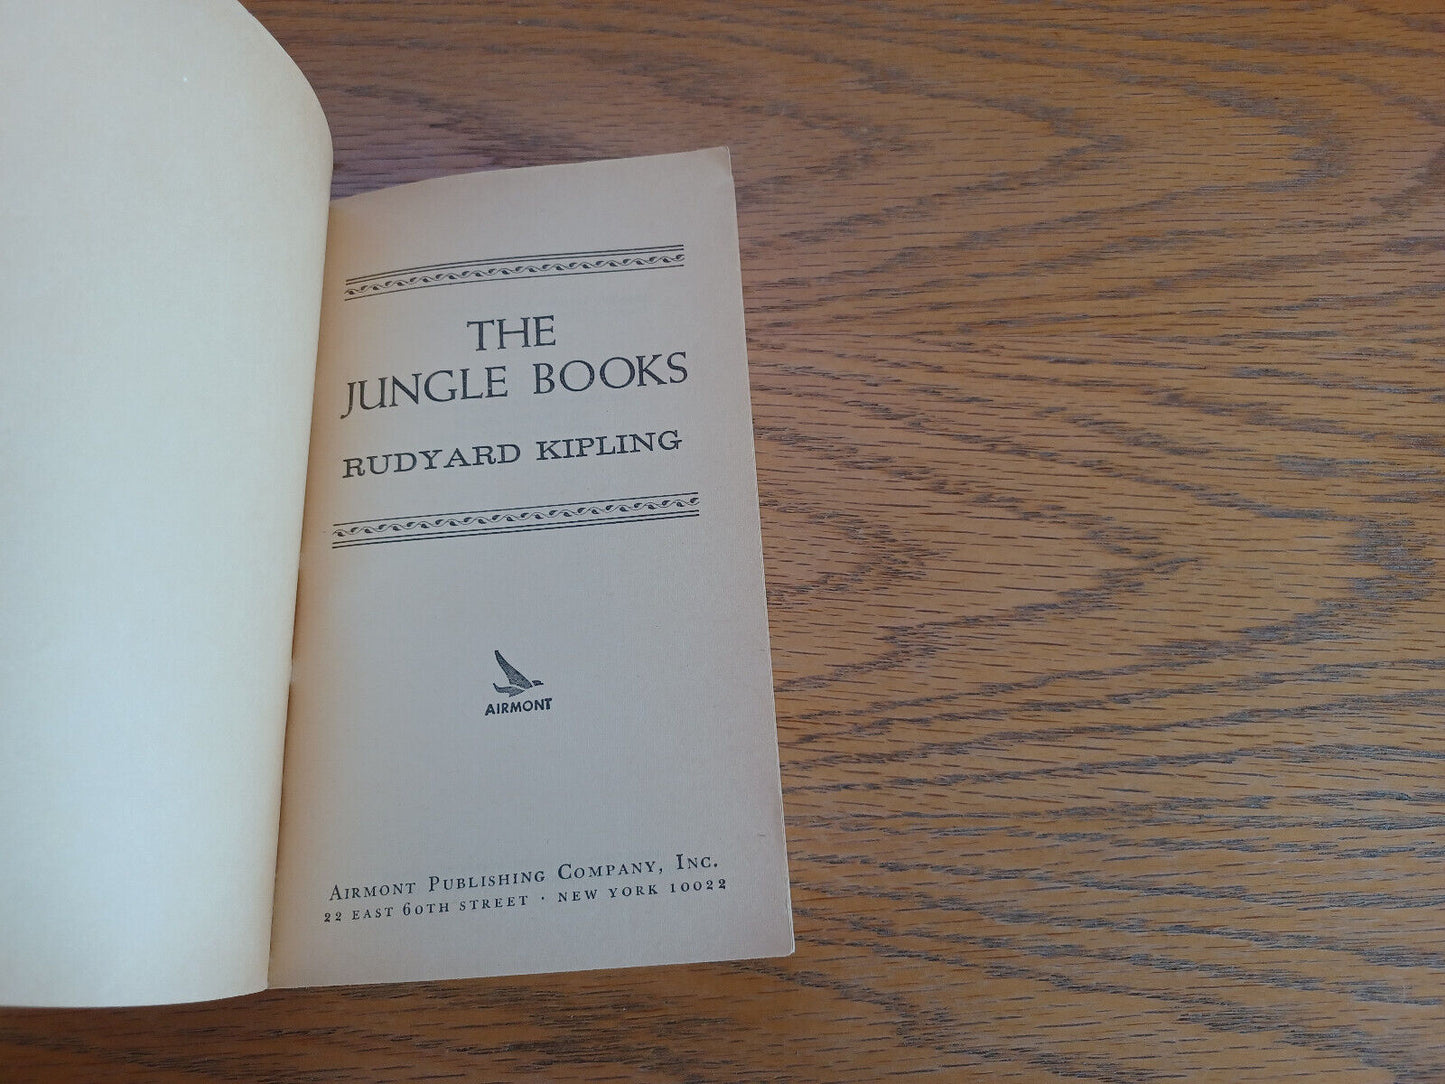 THE
JUNGLE BOOKS
RUDYARD KIPLING
AIRMONT
AIRMONT PUBLISHING COMPANY, INC.
22 EAST 60TH STREET · NEW YORK 10022